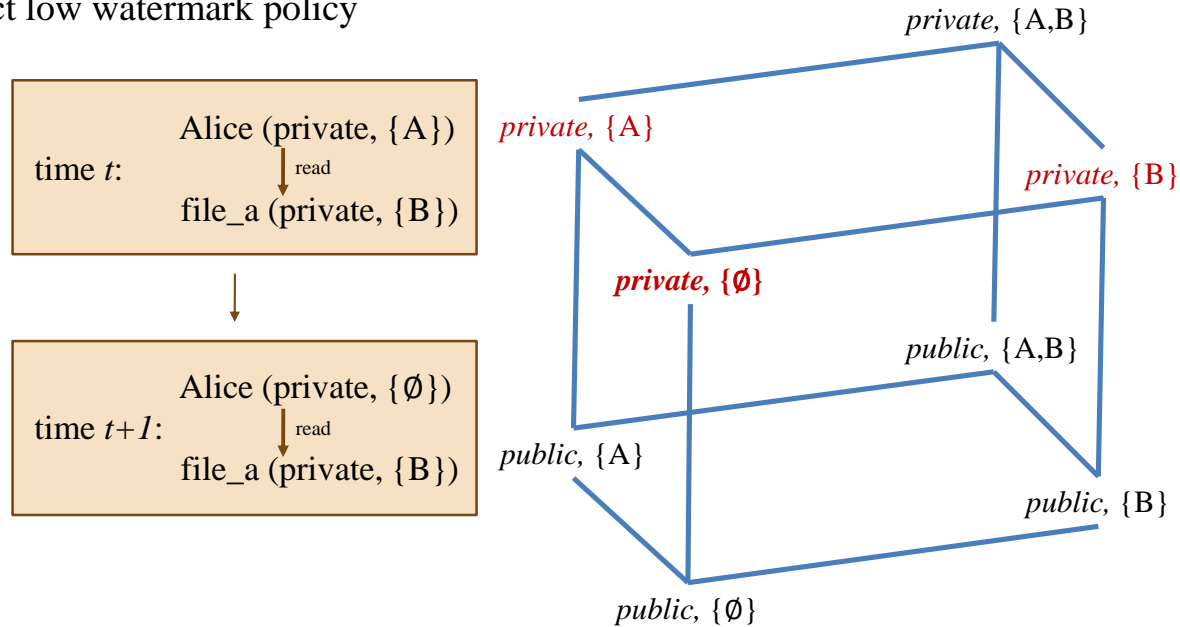 ct low watermark policy
time t:
Alice (private, {A})
read
file_a (private, {B})
time t+1:
Alice (private, {∅})
read
file_a (private, {B})
private, {A,B}
private, {A}
private, {B}
private, {∅}
public, {A,B}
public, {A}
public, {B}
public, {∅}